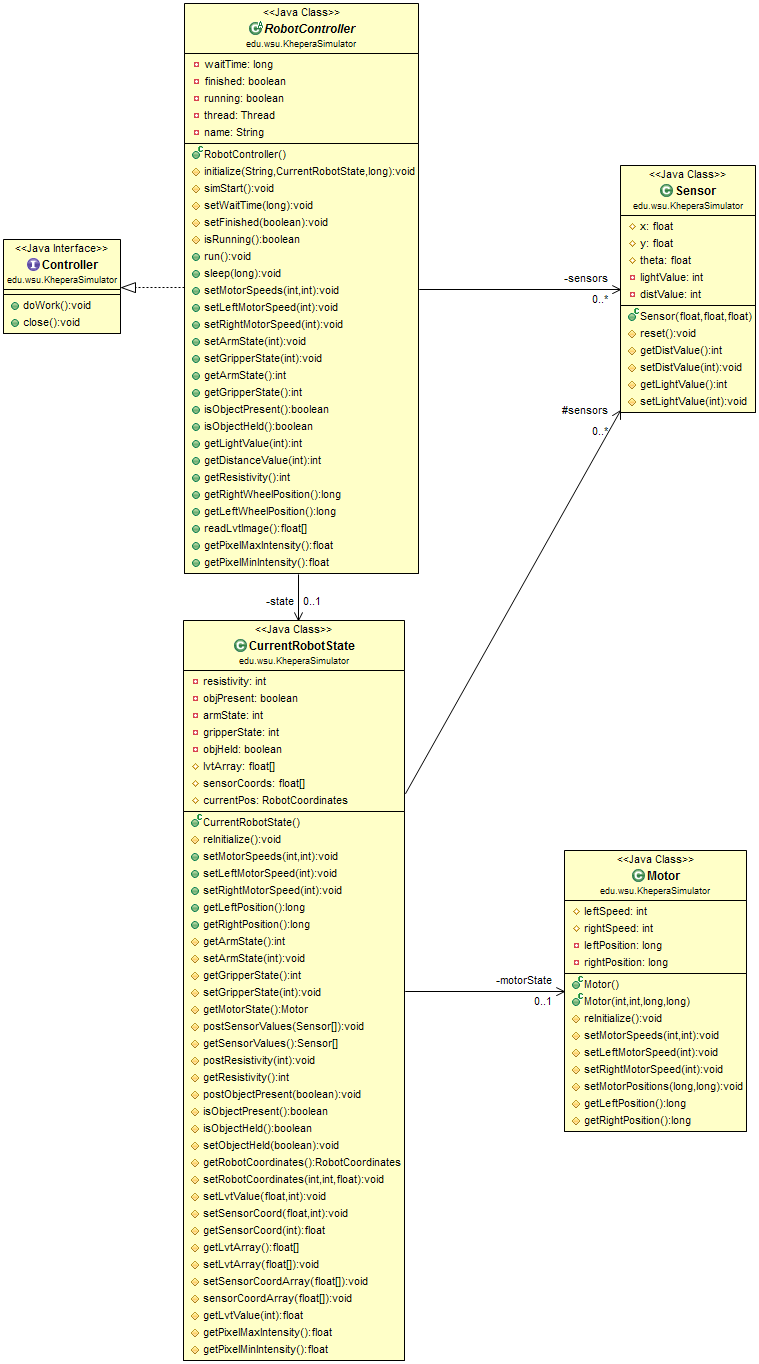 <<Java Class>>
RobotController
edu.wsu.KheperaSimulator
waitTime: long
finished: boolean
running: boolean
thread: Thread
name: String
RobotController()
initialize(String,CurrentRobotState,long):void
simStart():void
setWaitTime(long):void
setFinished(boolean):void
isRunning():boolean
run():void
sleep(long):void
setMotorSpeeds(int,int):void
setLeftMotorSpeed(int):void
setRightMotorSpeed(int):void
setArmState(int):void
setGripperState(int):void
getArmState():int
getGripperState():int
isObjectPresent():boolean
isObjectHeld():boolean
getLightValue(int):int
getDistanceValue(int):int
getResistivity():int
getRightWheelPosition():long
getLeftWheelPosition():long
readLvtImage():float[]
getPixelMaxIntensity():float
getPixelMinIntensity():float
<<Java Interface>>
Controller
edu.wsu.KheperaSimulator
doWork():void
close():void
<<Java Class>>
Sensor
edu.wsu.KheperaSimulator
x: float
y: float
theta: float
lightValue: int
distValue: int
Sensor(float,float,float)
reset():void
getDistValue():int
setDistValue(int):void
getLightValue():int
setLightValue(int):void
-sensors
0..*
#sensors
0..*
-state 0..1
<<Java Class>>
CurrentRobotState
edu.wsu.KheperaSimulator
resistivity: int
objPresent: boolean
armState: int
gripperState: int
objHeld: boolean
lvtArray: float[]
sensorCoords: float[]
currentPos: RobotCoordinates
CurrentRobotState()
reInitialize():void
setMotorSpeeds(int,int):void
setLeftMotorSpeed(int):void
setRightMotorSpeed(int):void
getLeftPosition():long
getRightPosition():long
getArmState():int
setArmState(int):void
getGripperState():int
setGripperState(int):void
getMotorState():Motor
postSensorValues(Sensor[]):void
getSensorValues():Sensor[]
postResistivity(int):void
getResistivity():int
postObjectPresent(boolean):void
isObjectPresent():boolean
isObjectHeld():boolean
setObjectHeld(boolean):void
getRobotCoordinates():RobotCoordinates
setRobotCoordinates(int,int,float):void
setLvtValue(float,int):void
setSensorCoord(float,int):void
getSensorCoord(int):float
getLvtArray():float[]
setLvtArray(float[]):void
setSensorCoordArray(float[]):void
sensorCoordArray(float[]):void
getLvtValue(int):float
getPixelMaxIntensity():float
getPixelMinIntensity():float
-motorState
0..1
<<Java Class>>
Motor
edu.wsu.KheperaSimulator
leftSpeed: int
rightSpeed: int
leftPosition: long
rightPosition: long
Motor()
Motor(int,int,long,long)
reInitialize():void
setMotorSpeeds(int,int):void
setLeftMotorSpeed(int):void
setRightMotorSpeed(int):void
setMotorPositions(long,long):void
getLeftPosition():long
getRightPosition():long